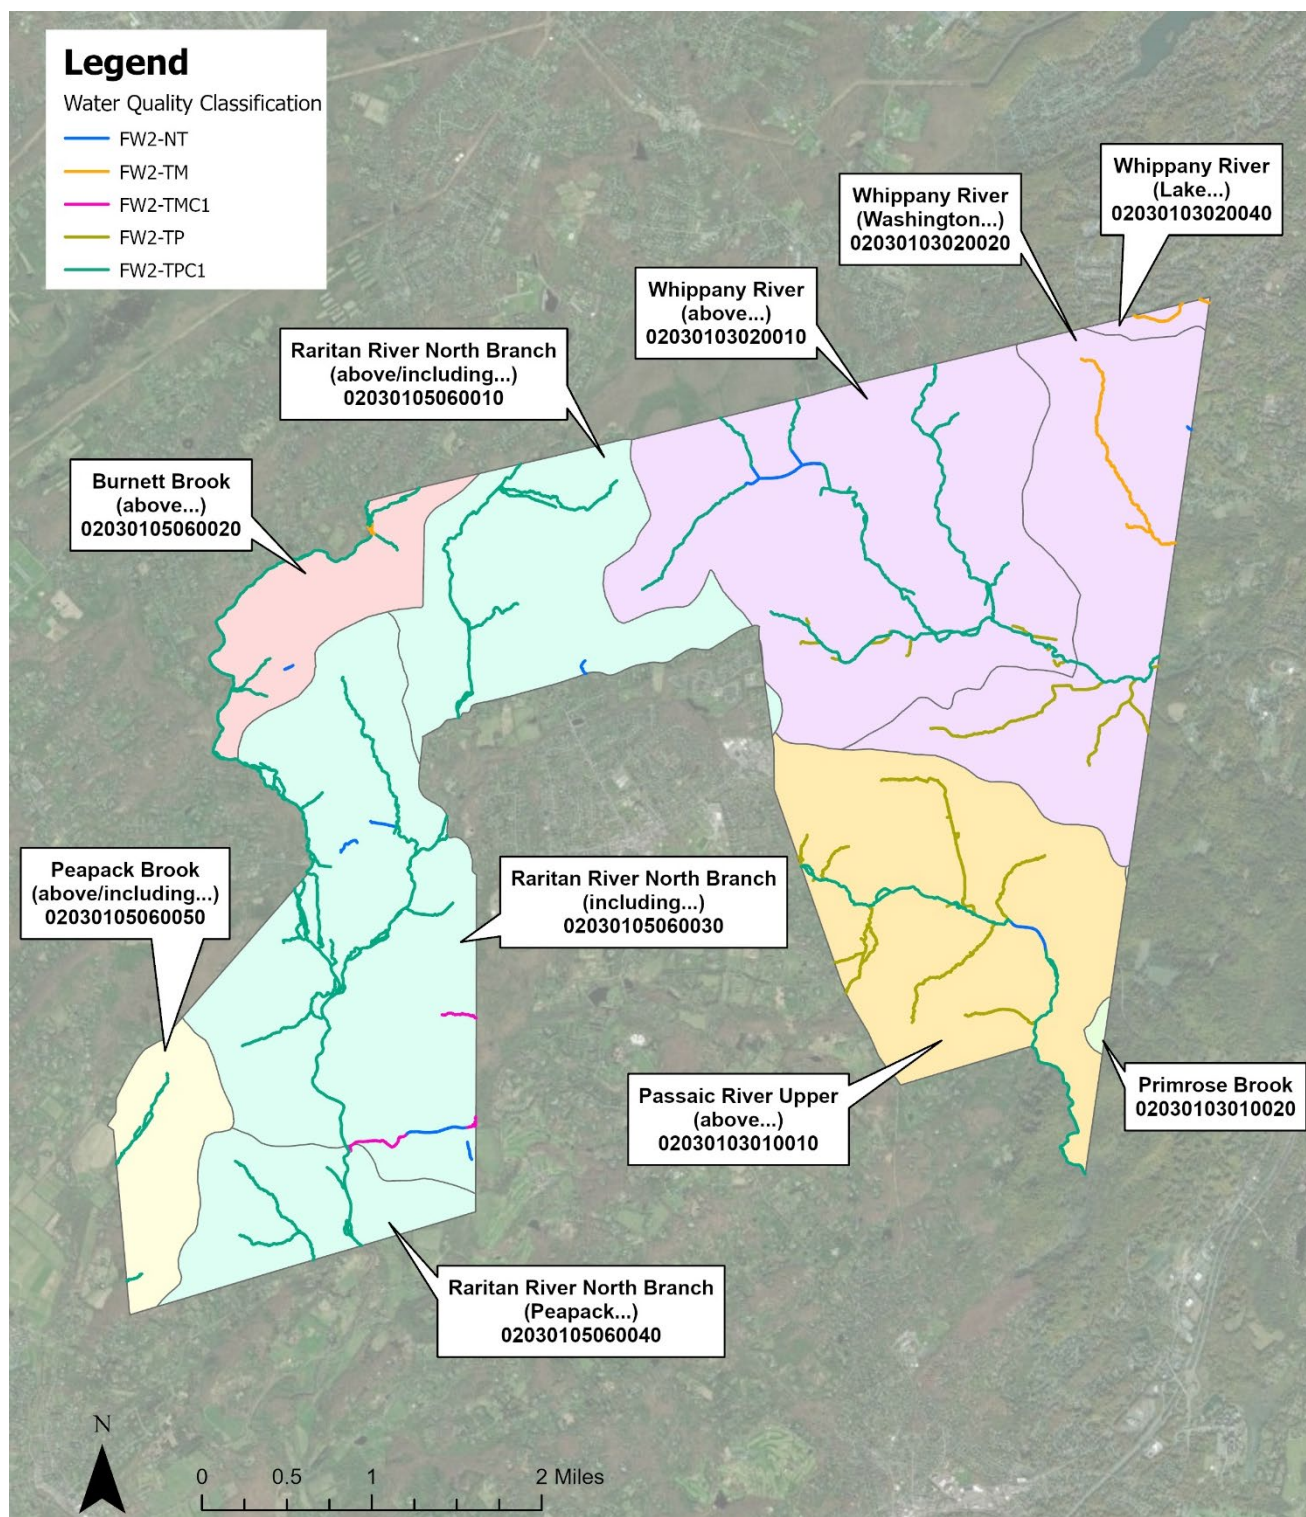 Legend
Water Quality Classification
FW2-NT
FW2-TM
FW2-TMC1
FW2-TP
FW2-TPC1
Whippany River
(Lake...)
02030103020040
Whippany River
(Washington...)
02030103020020
Whippany River
(above...)
02030103020010
Raritan River North Branch
(above/including...)
02030105060010
Burnett Brook
(above...)
02030105060020
Peapack Brook
(above/including...)
02030105060050
Raritan River North Branch
(including...)
02030105060030
Passaic River Upper
(above...)
02030103010010
Primrose Brook
02030103010020
Raritan River North Branch
(Peapack...)
02030105060040
N
0 0.5 1 2 Miles